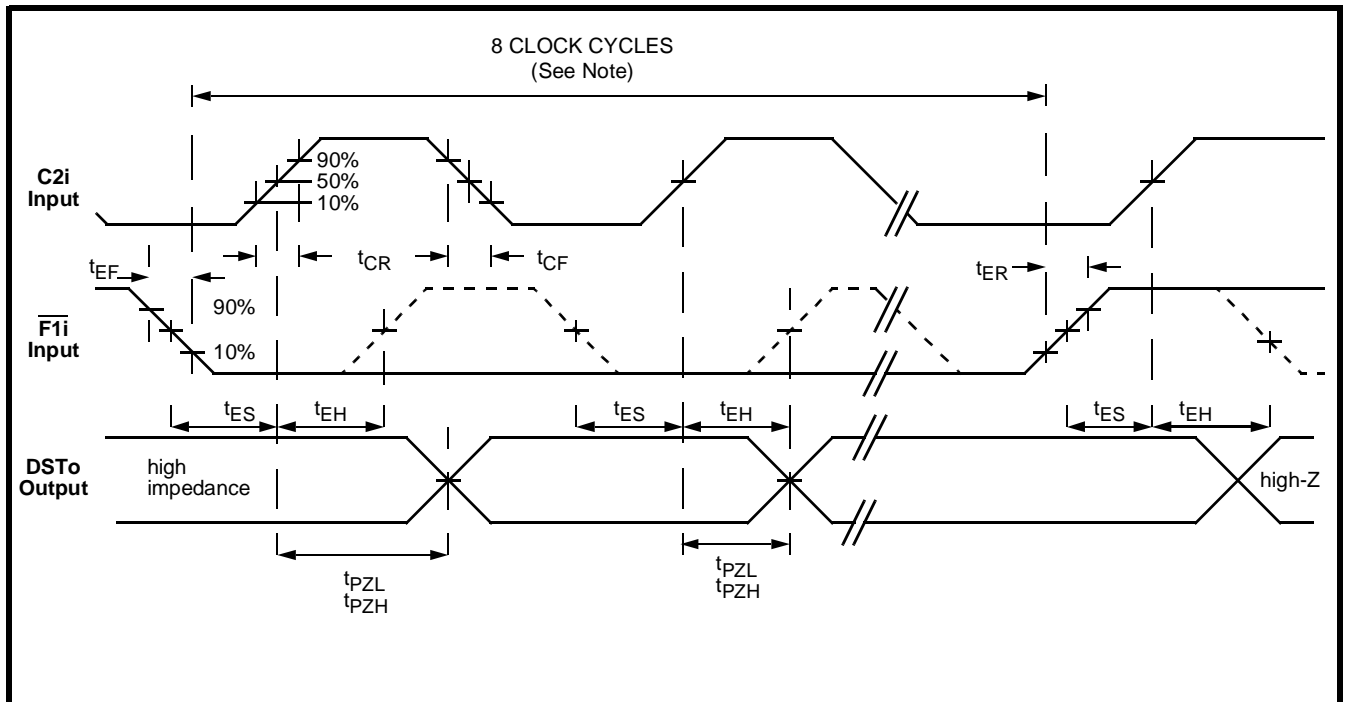 8 CLOCK CYCLES
(See Note)
C2i
Input
90%
50%
10%
tCR
tCF
tEF
tER
F1i
Input
90%
10%
tES
tEH
tES
tEH
tES
tEH
DSTo
Output
high
impedance
high-Z
tPZL
tPZH
tPZL
tPZH